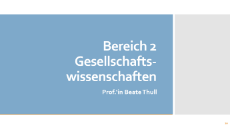 Bereich 2
Gesellschafts-
wissenschaften
Prof.'in Beate Thull